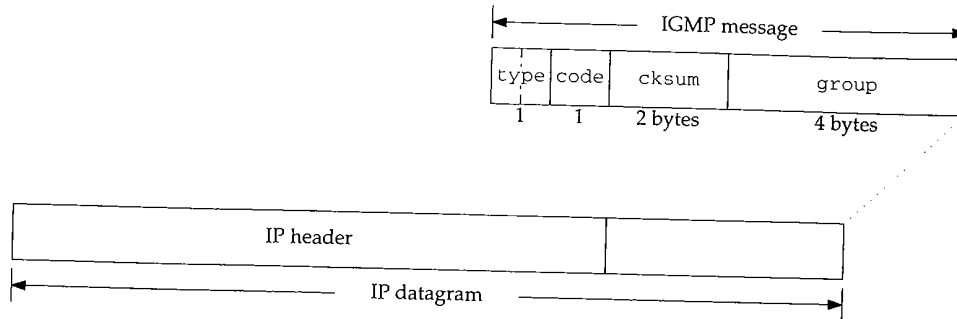 IGMP message
type code cksum group
1 1 2 bytes 4 bytes
IP header
IP datagram